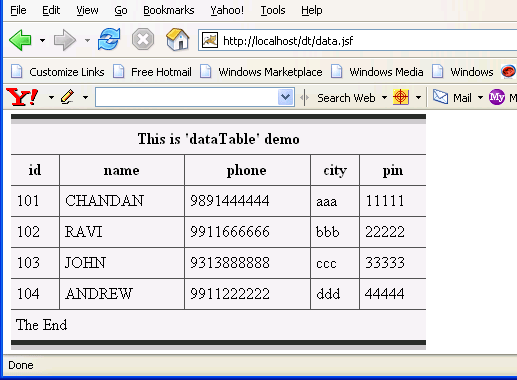 File Edit View Go Bookmarks Yahoo! Tools Help
http://localhost/dt/data.jsf
Customize Links Free Hotmail Windows Marketplace Windows Media Windows
Y! Search Web Mail My M
This is 'dataTable' demo
id name phone city pin
101 CHANDAN 9891444444 aaa 11111
102 RAVI 9911666666 bbb 22222
103 JOHN 9313888888 ccc 33333
104 ANDREW 9911222222 ddd 44444
The End
Done